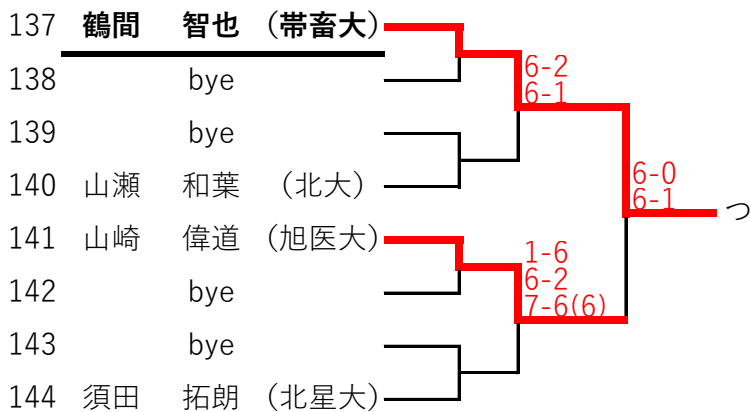 137 鶴間 智也 (帯畜大)
138 bye
6-2
6-1
139 bye
140 山瀬 和葉 (北大)
6-0
6-1
つ
141 山崎 偉道 (旭医大)
1-6
6-2
7-6(6)
142 bye
143 bye
144 須田 拓朗 (北星大)